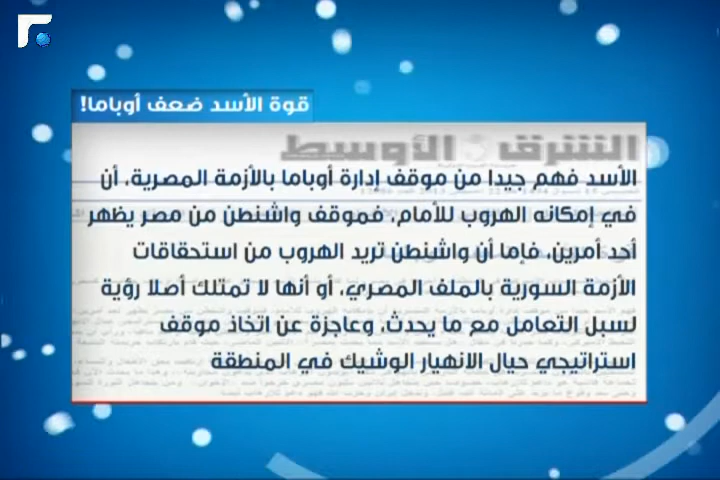 قوة الأسد ضعف أوباما!
الشرق الأوسط
الأسد فهم جيدا من موقف إدارة أوباما بالأزمة المصرية، أن
في إمكانه الهروب للأمام، فموقف واشنطن من مصر يظهر
أحد أمرين، فإما أن واشنطن تريد الهروب من استحقاقات
الأزمة السورية بالملف المصري، أو أنها لا تمتلك أصلا رؤية
لسبل التعامل مع ما يحدث، وعاجزة عن اتخاذ موقف
استراتيجي حيال الانهيار الوشيك في المنطقة